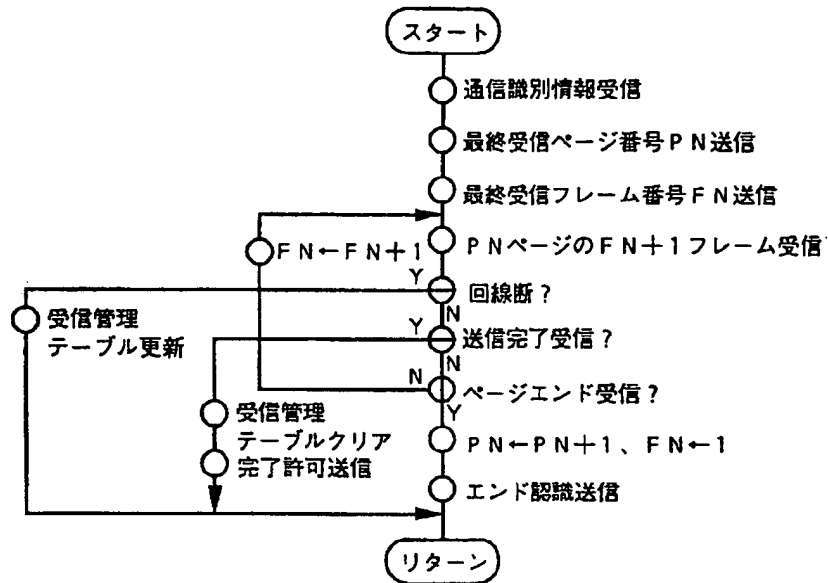 スタート
通信識別情報受信
最終受信ページ番号PN送信
最終受信フレーム番号FN送信
FN←FN+1
PNページのFN+1フレーム受信?
Y
回線断?
N
受信管理
テーブル更新
Y
送信完了受信?
N
N
ページエンド受信?
Y
受信管理
テーブルクリア
完了許可送信
PN←PN+1、FN←1
エンド認識送信
リターン